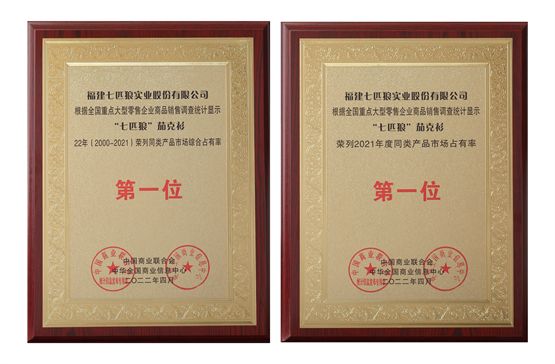 福建七匹狼实业股份有限公司
根据全国重点大型零售企业商品销售调查统计显示
“七匹狼”茄克衫
22年(2000-2021)荣列同类产品市场综合占有率
第一位
中国商业联合会
中华全国商业信息中心
二〇二二年四月
福建七匹狼实业股份有限公司
根据全国重点大型零售企业商品销售调查统计显示
“七匹狼”茄克衫
荣列2021年度同类产品市场占有率
第一位
中国商业联合会
中华全国商业信息中心
二〇二二年四月